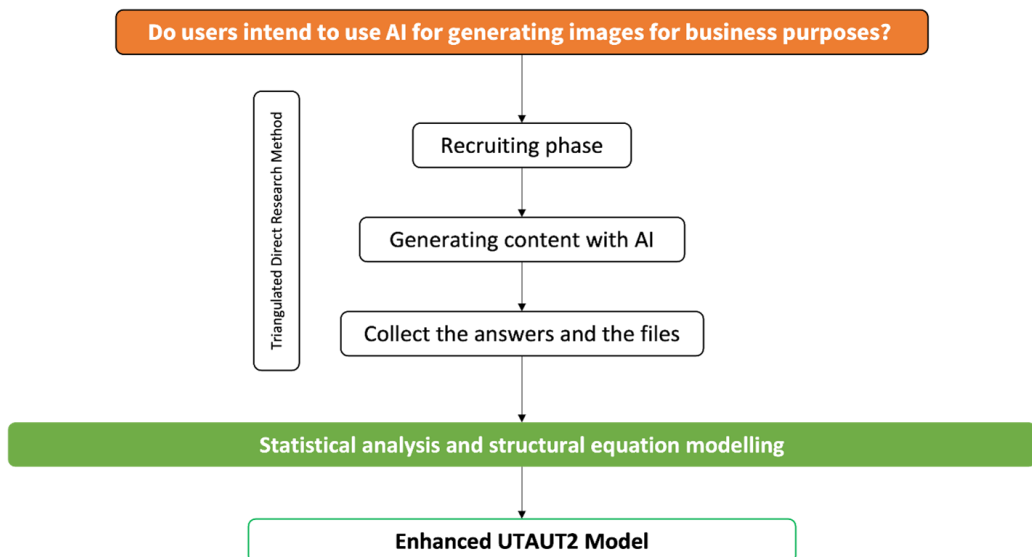 Do users intend to use AI for generating images for business purposes?
Triangulated Direct Research Method
Recruiting phase
Generating content with AI
Collect the answers and the files
Statistical analysis and structural equation modelling
Enhanced UTAUT2 Model